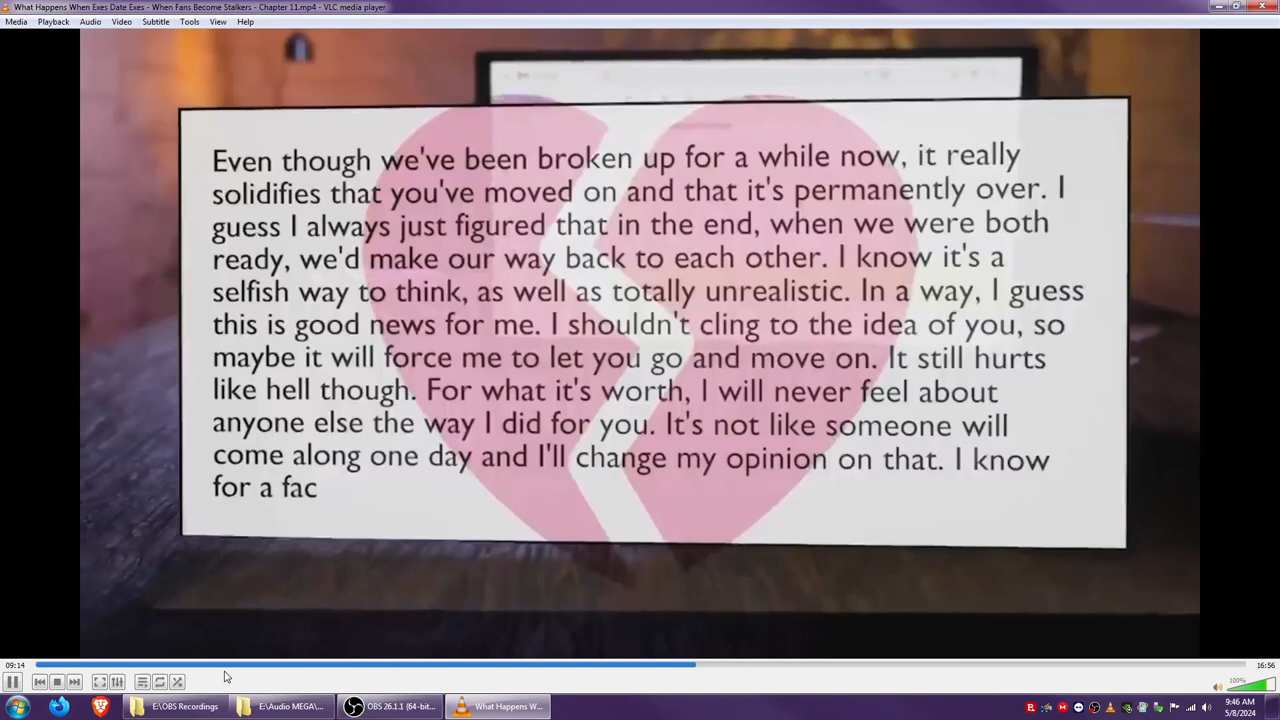 What Happens When Exes Date Exes - When Fans Become Stalkers - Chapter 11.mp4 - VLC media player
Media Playback Audio Video Subtitle Tools View Help
Even though we've been broken up for a while now, it really
solidifies that you've moved on and that it's permanently over. I
guess I always just figured that in the end, when we were both
ready, we'd make our way back to each other. I know it's a
selfish way to think, as well as totally unrealistic. In a way, I guess
this is good news for me. I shouldn't cling to the idea of you, so
maybe it will force me to let you go and move on. It still hurts
like hell though. For what it's worth, I will never feel about
anyone else the way I did for you. It's not like someone will
come along one day and I'll change my opinion on that. I know
for a fac
09:14 16:56
100%
E:\OBS Recordings E:\Audio MEGA\... OBS 26.1.1 (64-bit... What Happens W... 9:46 AM
5/8/2024